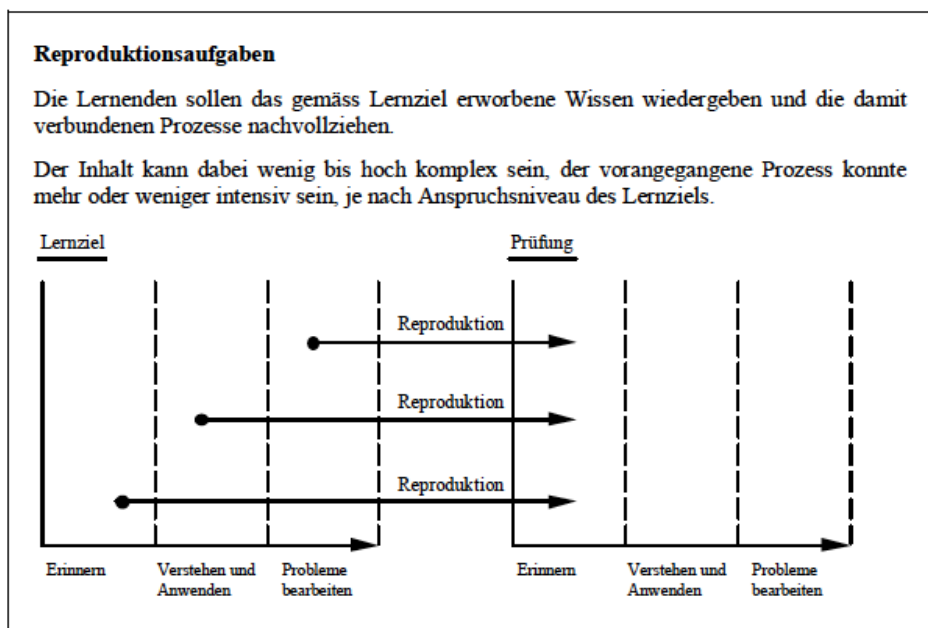 Reproduktionsaufgaben
Die Lernenden sollen das gemäss Lernziel erworbene Wissen wiedergeben und die damit
verbundenen Prozesse nachvollziehen.
Der Inhalt kann dabei wenig bis hoch komplex sein, der vorangegangene Prozess konnte
mehr oder weniger intensiv sein, je nach Anspruchsniveau des Lernziels.
Lernziel
Prüfung
Reproduktion
Reproduktion
Reproduktion
Erinnern
Verstehen und
Anwenden
Probleme
bearbeiten
Erinnern
Verstehen und
Anwenden
Probleme
bearbeiten